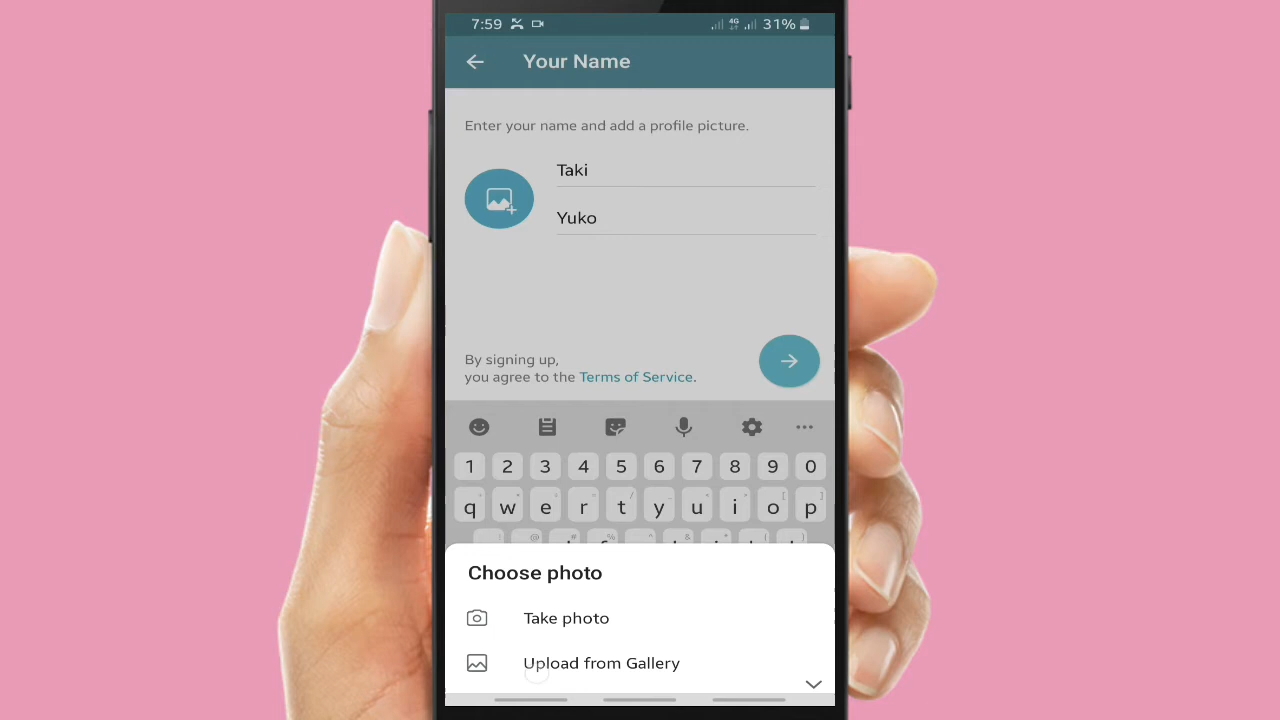 7:59 4G 31%
Your Name
Enter your name and add a profile picture.
Taki
Yuko
By signing up,
you agree to the Terms of Service.
1 2 3 4 5 6 7 8 9 0
q w e r t y u i o p
Choose photo
Take photo
Upload from Gallery